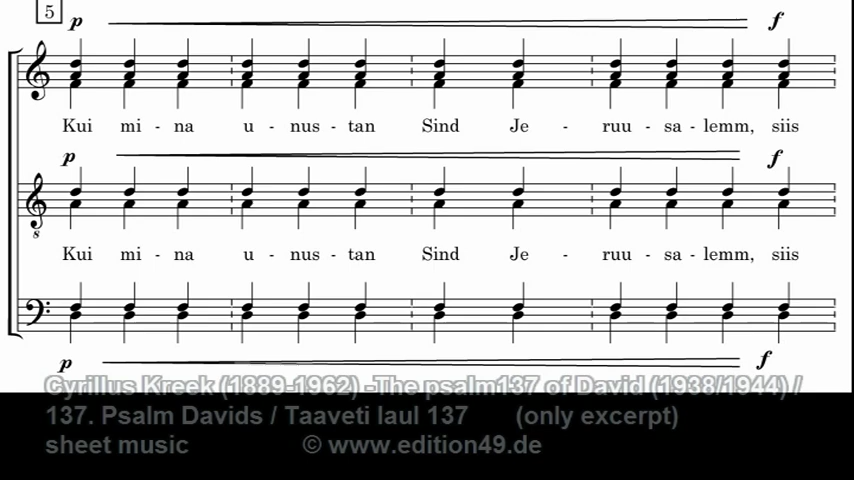 5
p f
Kui mi - na u - nus - tan Sind Je - ruu - sa - lemm, siis
p f
8
Kui mi - na u - nus - tan Sind Je - ruu - sa - lemm, siis
p f
Cyrillus Kreek (1889-1962) -The psalm137 of David (1938/1944) /
137. Psalm Davids / Taaveti laul 137 (only excerpt)
sheet music © www.edition49.de